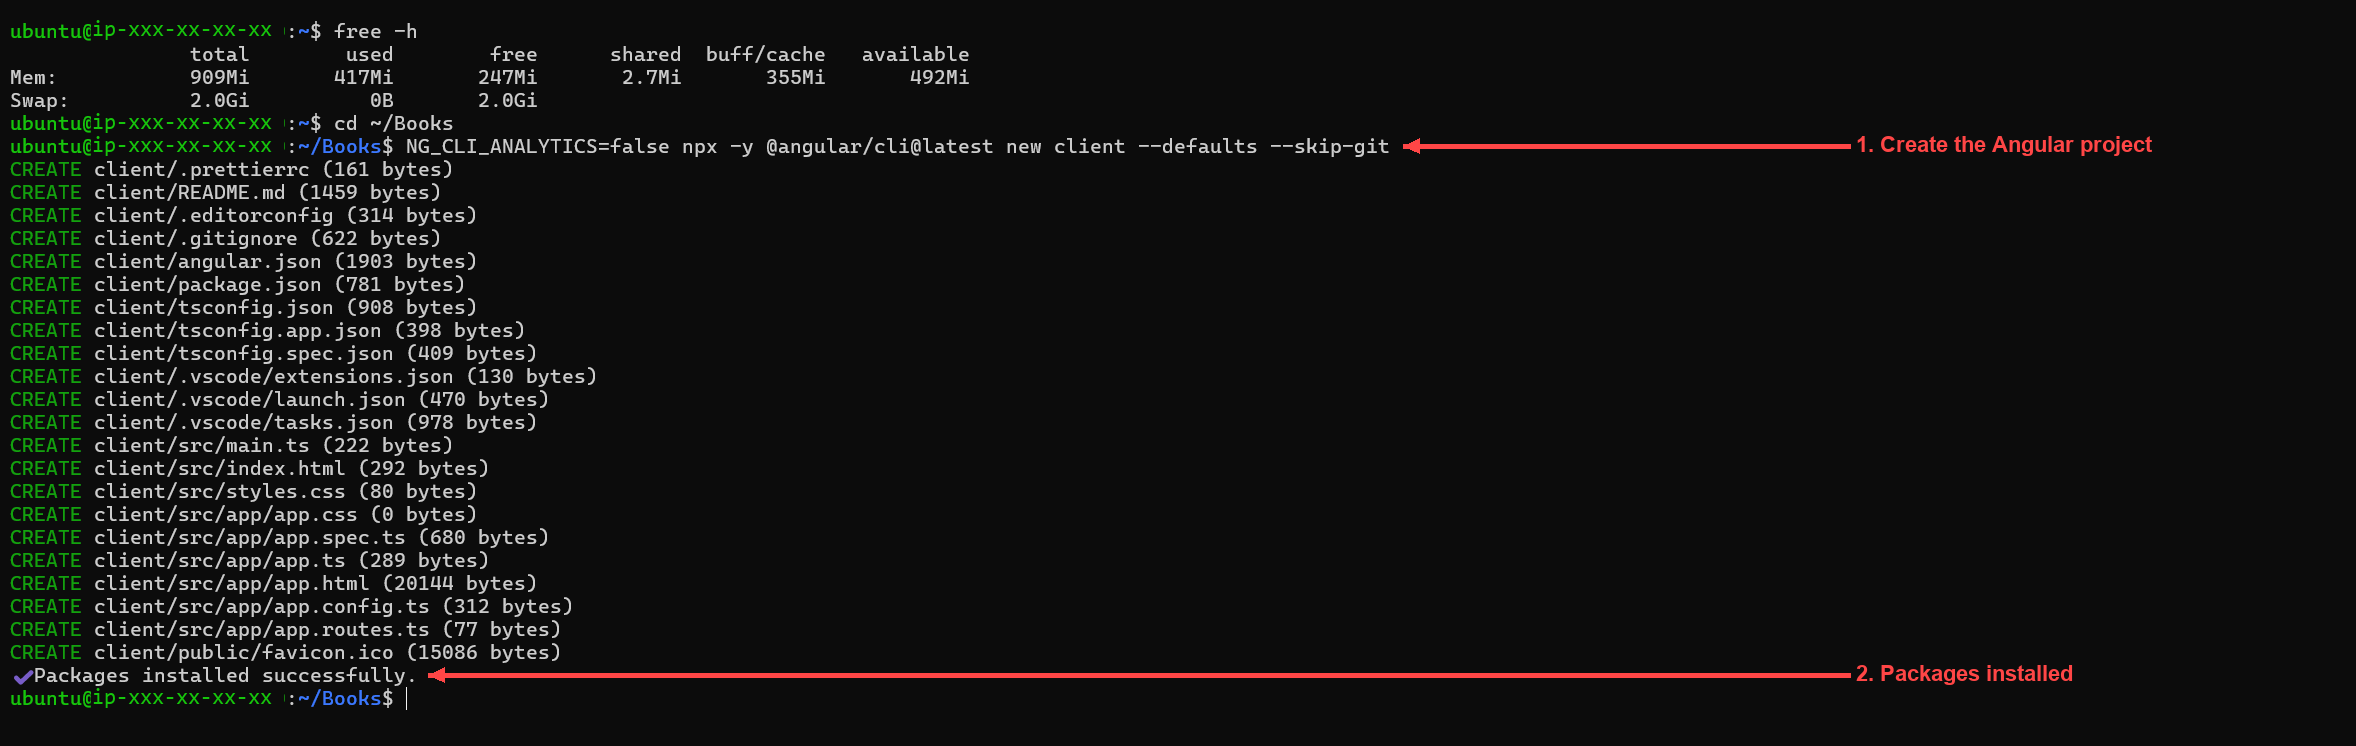 ubuntu@ip-xxx-xx-xx-xx :~$ free -h
total used free shared buff/cache available
Mem: 909Mi 417Mi 247Mi 2.7Mi 355Mi 492Mi
Swap: 2.0Gi 0B 2.0Gi
ubuntu@ip-xxx-xx-xx-xx :~$ cd ~/Books
ubuntu@ip-xxx-xx-xx-xx :~/Books$ NG_CLI_ANALYTICS=false npx -y @angular/cli@latest new client --defaults --skip-git 1. Create the Angular project
CREATE client/.prettierrc (161 bytes)
CREATE client/README.md (1459 bytes)
CREATE client/.editorconfig (314 bytes)
CREATE client/.gitignore (622 bytes)
CREATE client/angular.json (1903 bytes)
CREATE client/package.json (781 bytes)
CREATE client/tsconfig.json (908 bytes)
CREATE client/tsconfig.app.json (398 bytes)
CREATE client/tsconfig.spec.json (409 bytes)
CREATE client/.vscode/extensions.json (130 bytes)
CREATE client/.vscode/launch.json (470 bytes)
CREATE client/.vscode/tasks.json (978 bytes)
CREATE client/src/main.ts (222 bytes)
CREATE client/src/index.html (292 bytes)
CREATE client/src/styles.css (80 bytes)
CREATE client/src/app/app.css (0 bytes)
CREATE client/src/app/app.spec.ts (680 bytes)
CREATE client/src/app/app.ts (289 bytes)
CREATE client/src/app/app.html (20144 bytes)
CREATE client/src/app/app.config.ts (312 bytes)
CREATE client/src/app/app.routes.ts (77 bytes)
CREATE client/public/favicon.ico (15086 bytes)
✔Packages installed successfully. 2. Packages installed
ubuntu@ip-xxx-xx-xx-xx :~/Books$